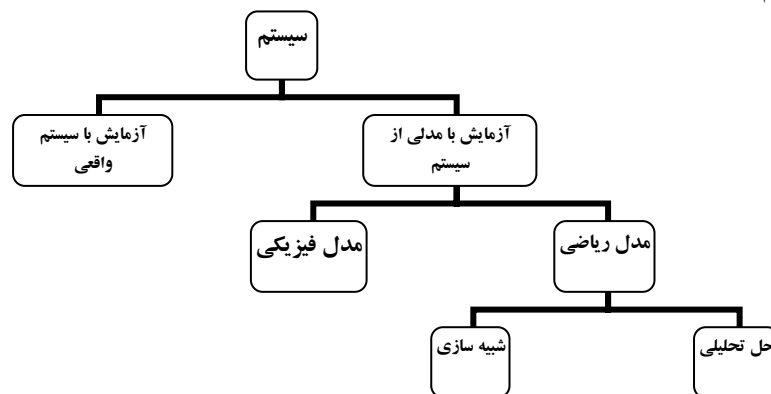 سیستم
آزمایش با مدلی از
سیستم
آزمایش با سیستم
واقعی
مدل ریاضی
مدل فیزیکی
حل تحلیلی
شبیه سازی